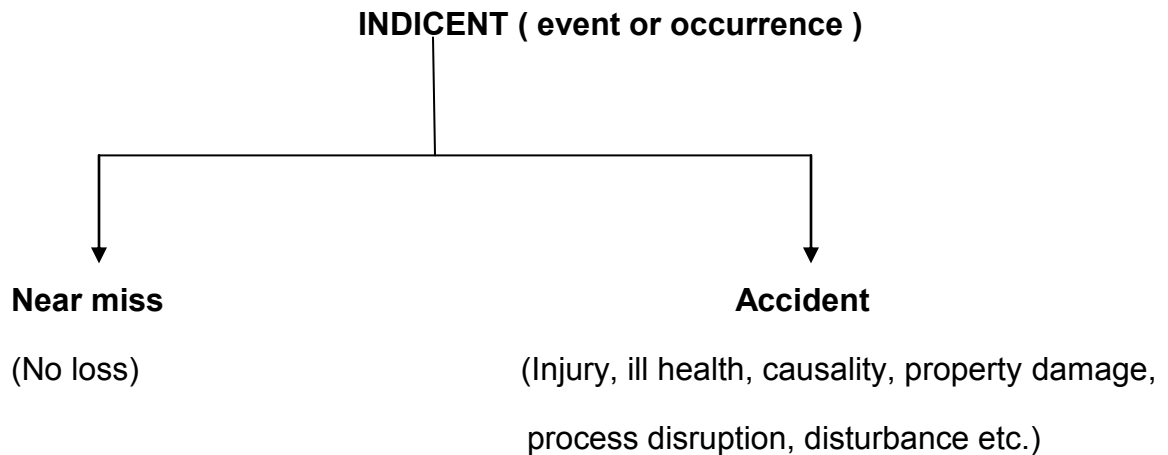 INDICENT ( event or occurrence )
Near miss
Accident
(No loss)
(Injury, ill health, causality, property damage,
process disruption, disturbance etc.)